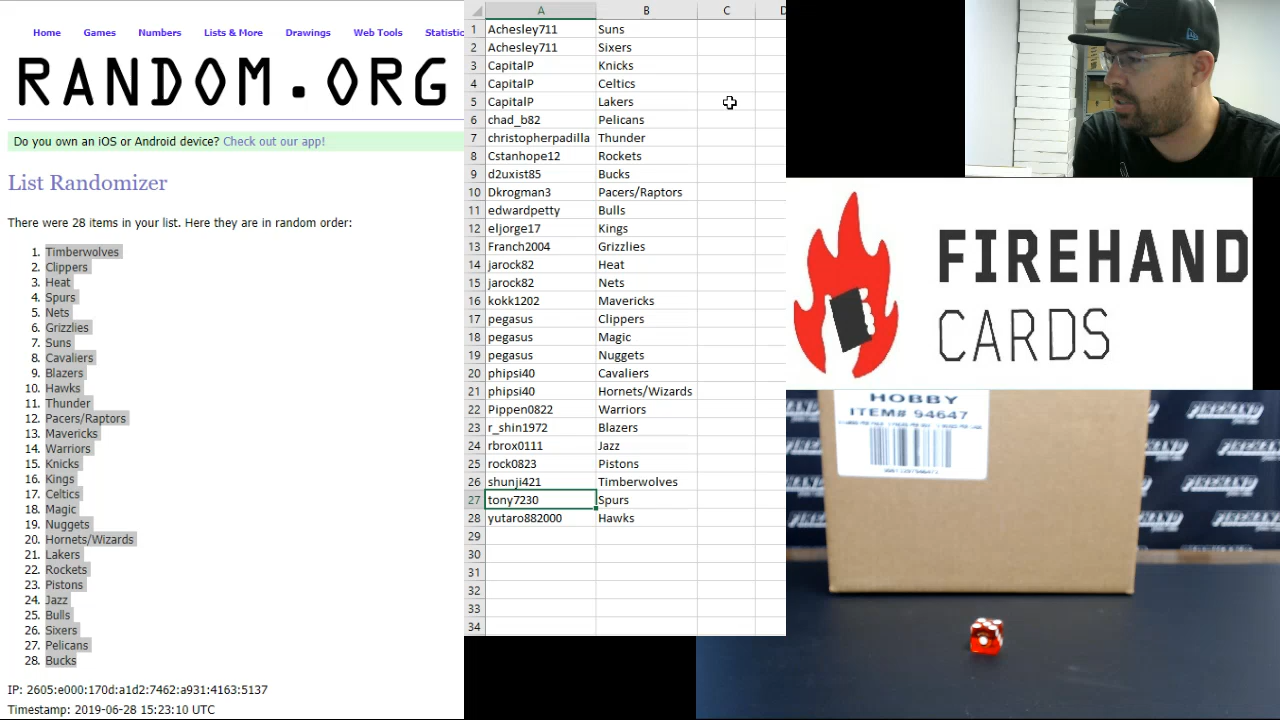 Home Games Numbers Lists & More Drawings Web Tools Statistic
RANDOM.ORG
Do you own an iOS or Android device? Check out our app!
List Randomizer
There were 28 items in your list. Here they are in random order:
1. Timberwolves
2. Clippers
3. Heat
4. Spurs
5. Nets
6. Grizzlies
7. Suns
8. Cavaliers
9. Blazers
10. Hawks
11. Thunder
12. Pacers/Raptors
13. Mavericks
14. Warriors
15. Knicks
16. Kings
17. Celtics
18. Magic
19. Nuggets
20. Hornets/Wizards
21. Lakers
22. Rockets
23. Pistons
24. Jazz
25. Bulls
26. Sixers
27. Pelicans
28. Bucks
IP: 2605:e000:170d:a1d2:7462:a931:4163:5137
Timestamp: 2019-06-28 15:23:10 UTC
A B C D
1 Achesley711 Suns
2 Achesley711 Sixers
3 CapitalP Knicks
4 CapitalP Celtics
5 CapitalP Lakers
6 chad_b82 Pelicans
7 christopherpadilla Thunder
8 Cstanhope12 Rockets
9 d2uxist85 Bucks
10 Dkrogman3 Pacers/Raptors
11 edwardpetty Bulls
12 eljorge17 Kings
13 Franch2004 Grizzlies
14 jarock82 Heat
15 jarock82 Nets
16 kokk1202 Mavericks
17 pegasus Clippers
18 pegasus Magic
19 pegasus Nuggets
20 phipsi40 Cavaliers
21 phipsi40 Hornets/Wizards
22 Pippen0822 Warriors
23 r_shin1972 Blazers
24 rbrox0111 Jazz
25 rock0823 Pistons
26 shunji421 Timberwolves
27 tony7230 Spurs
28 yutaro882000 Hawks
29
30
31
32
33
34
FIREHAND
CARDS
HOBBY
ITEM# 94647
FIREHAND
FIREHAND